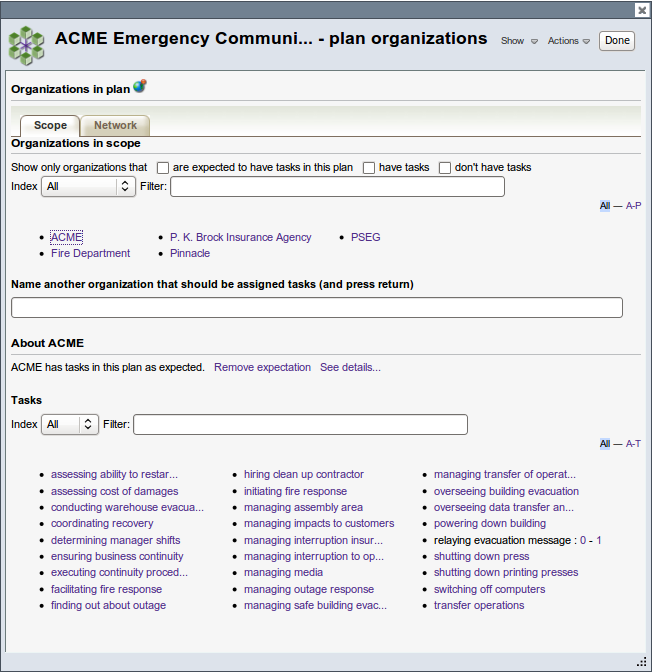 ACME Emergency Communi... - plan organizations Show Actions Done
Organizations in plan
Scope Network
Organizations in scope
Show only organizations that are expected to have tasks in this plan have tasks don't have tasks
Index All Filter:
All — A-P
• ACME • P. K. Brock Insurance Agency • PSEG
• Fire Department • Pinnacle
Name another organization that should be assigned tasks (and press return)
About ACME
ACME has tasks in this plan as expected. Remove expectation See details...
Tasks
Index All Filter:
All — A-T
• assessing ability to restar... • hiring clean up contractor • managing transfer of operat...
• assessing cost of damages • initiating fire response • overseeing building evacuation
• conducting warehouse evacua... • managing assembly area • overseeing data transfer an...
• coordinating recovery • managing impacts to customers • powering down building
• determining manager shifts • managing interruption insur... • relaying evacuation message : 0 - 1
• ensuring business continuity • managing interruption to op... • shutting down press
• executing continuity proced... • managing media • shutting down printing presses
• facilitating fire response • managing outage response • switching off computers
• finding out about outage • managing safe building evac... • transfer operations